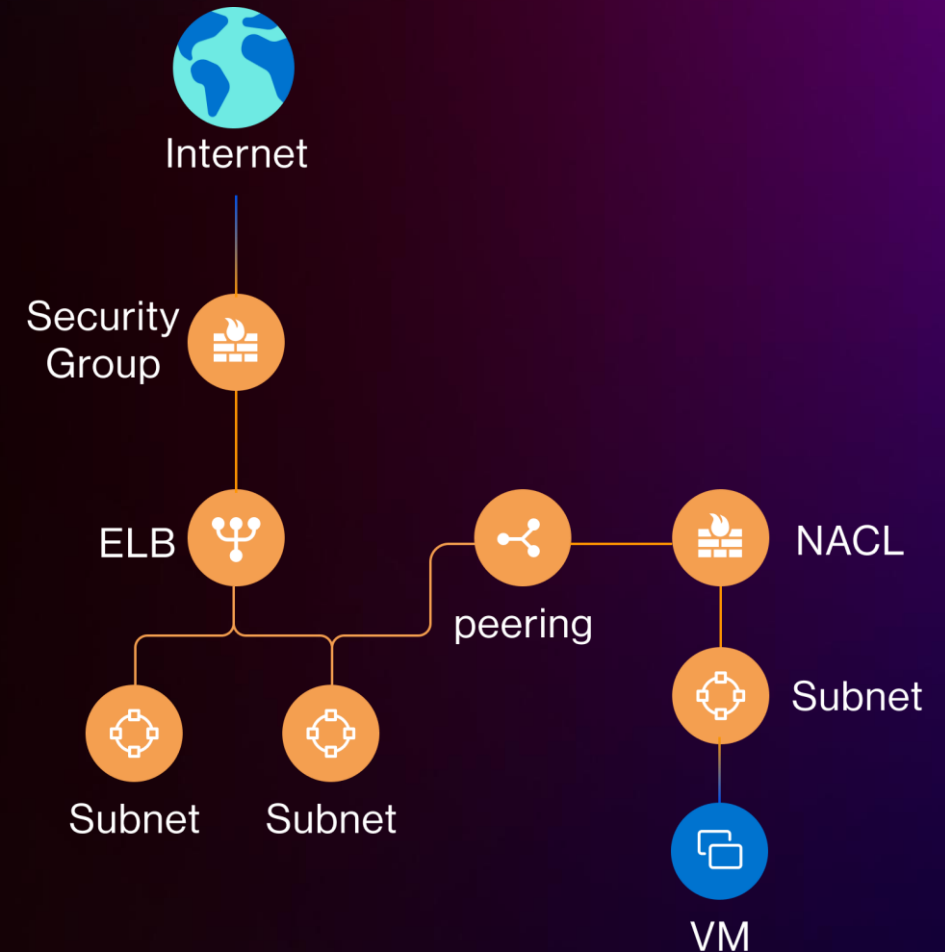 Internet
Security
Group
ELB
NACL
peering
Subnet
Subnet
Subnet
VM